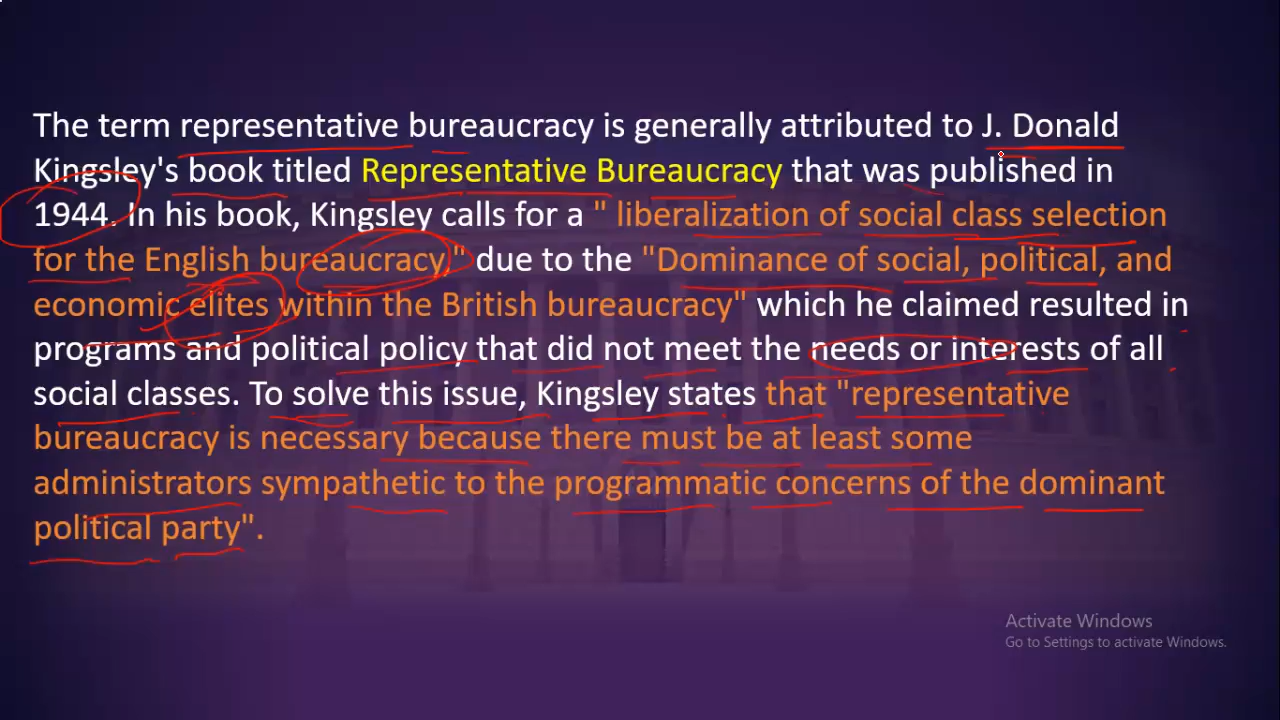 The term representative bureaucracy is generally attributed to J. Donald
Kingsley's book titled Representative Bureaucracy that was published in
1944. In his book, Kingsley calls for a " liberalization of social class selection
for the English bureaucracy," due to the "Dominance of social, political, and
economic elites within the British bureaucracy" which he claimed resulted in
programs and political policy that did not meet the needs or interests of all
social classes. To solve this issue, Kingsley states that "representative
bureaucracy is necessary because there must be at least some
administrators sympathetic to the programmatic concerns of the dominant
political party".
Activate Windows
Go to Settings to activate Windows.